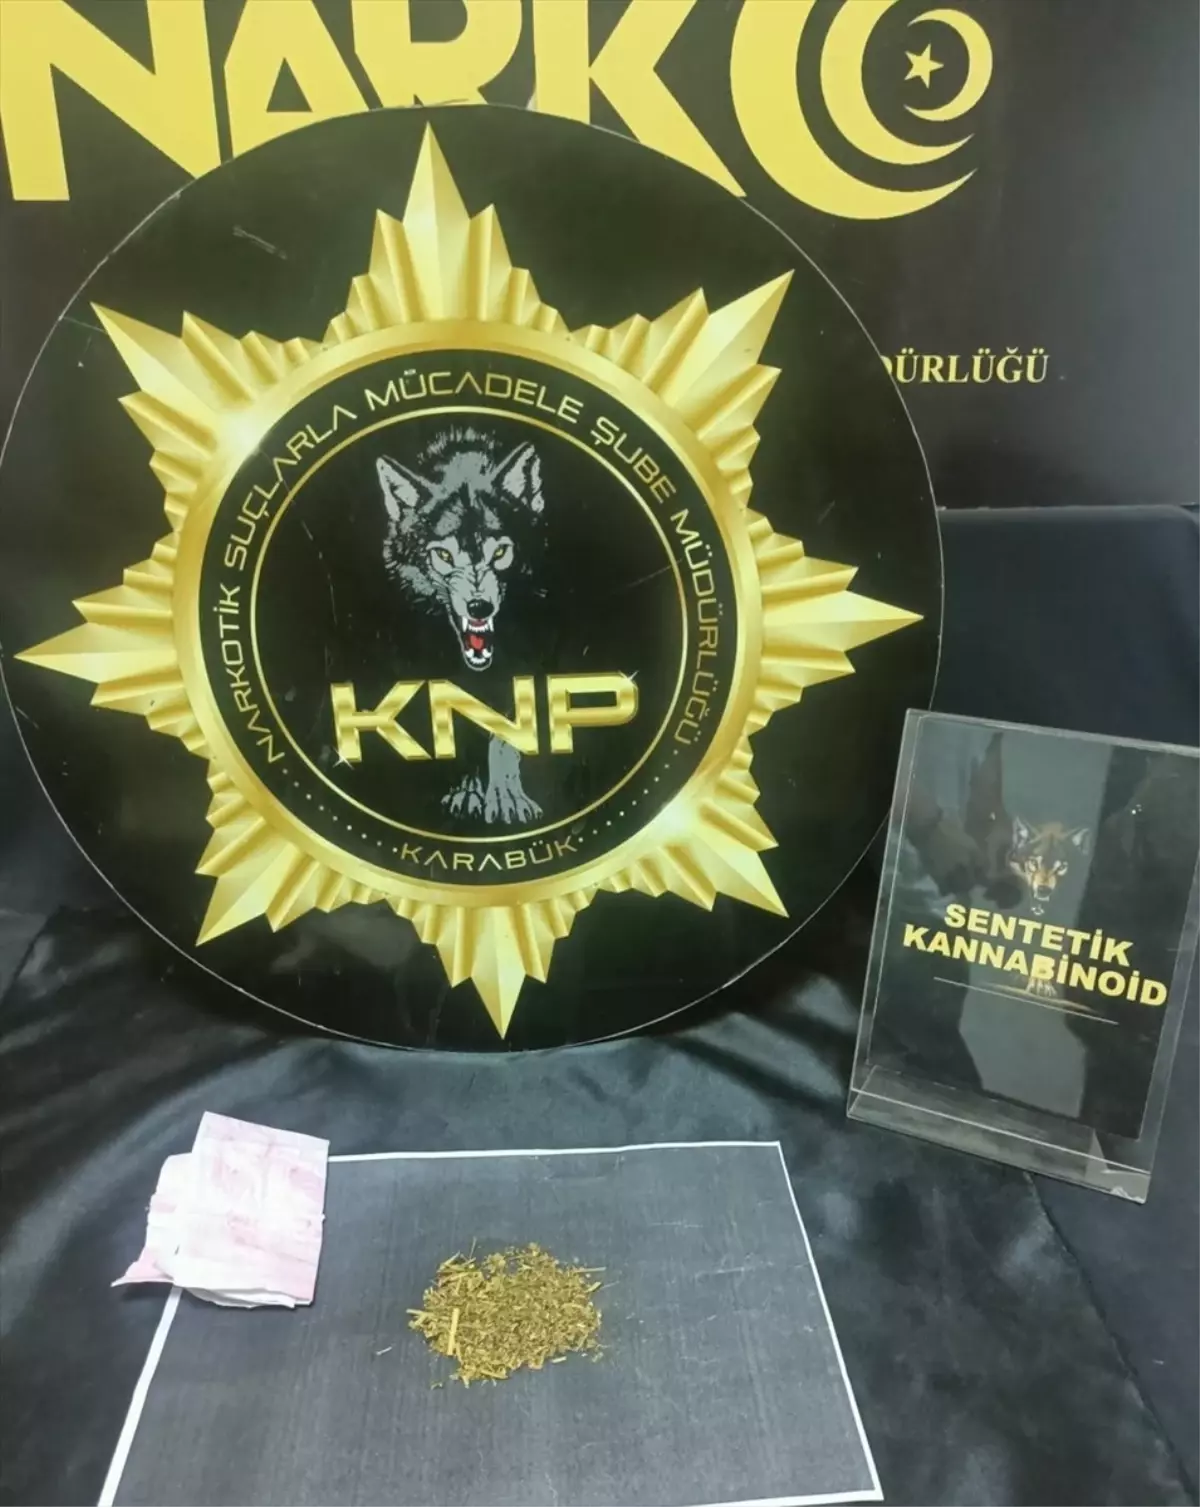 NARKO
DÜRLÜĞÜ
NARKOTİK SUÇLARLA MÜCADELE ŞUBE MÜDÜRLÜĞÜ
KNP
KARABÜK
SENTETİK
KANNABİNOİD